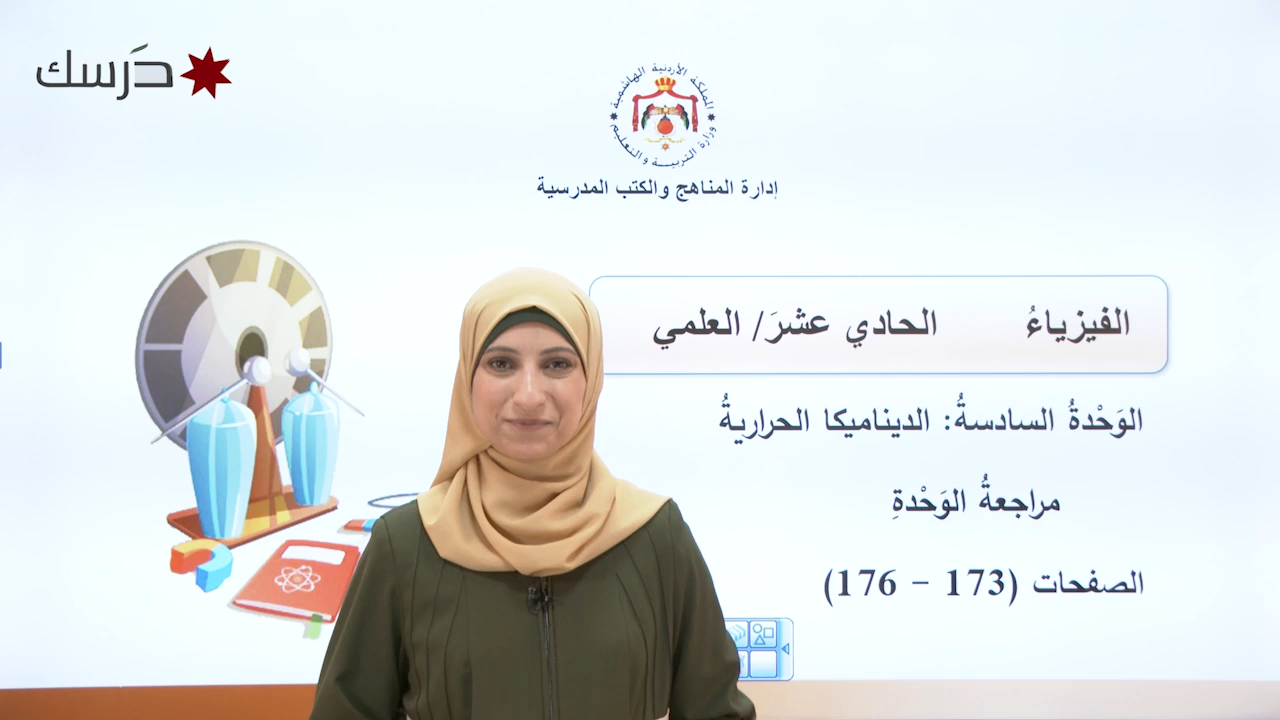 دَرسك
المملكة الأردنية الهاشمية
وزارة التربية والتعليم
إدارة المناهج والكتب المدرسية
الفيزياءُ الحادي عشرَ/ العلمي
الوَحْدةُ السادسةُ: الديناميكا الحراريةُ
مراجعةُ الوَحْدةِ
الصفحات (173 – 176)